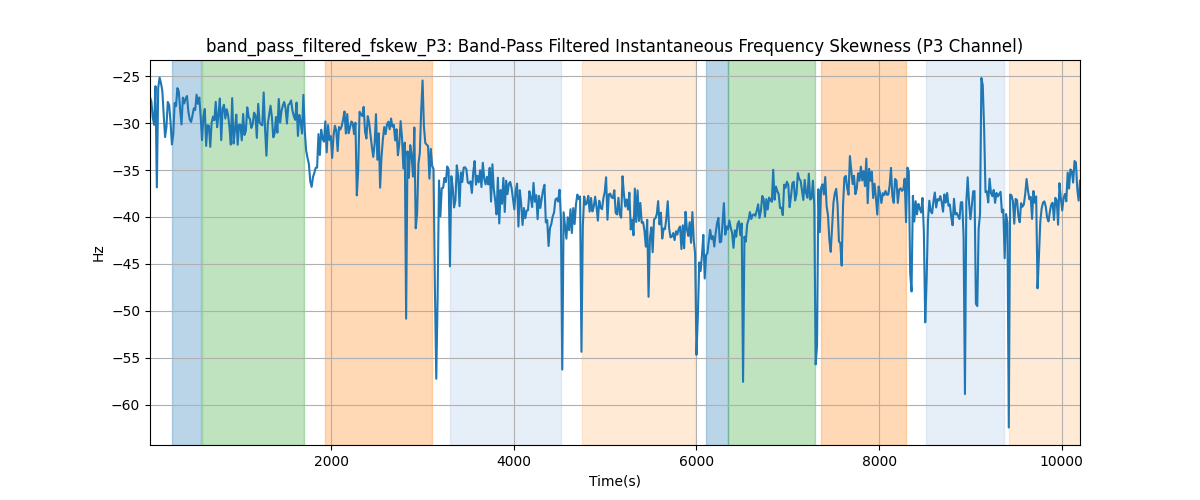 band_pass_filtered_fskew_P3: Band-Pass Filtered Instantaneous Frequency Skewness (P3 Channel)
Hz
−25
−30
−35
−40
−45
−50
−55
−60
2000 4000 6000 8000 10000
Time(s)